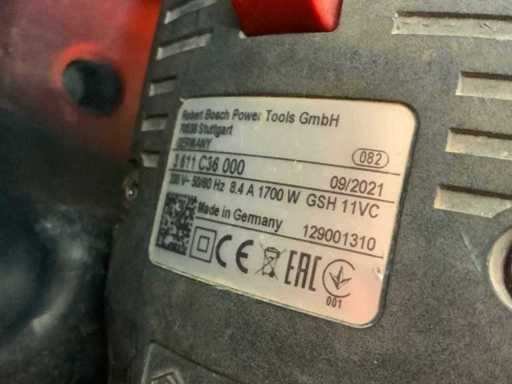 Robert Bosch Power Tools GmbH
70538 Stuttgart
GERMANY
3 611 C36 000
082
230 V~ 50/60 Hz 8.4 A 1700 W GSH 11VC
09/2021
Made in Germany
129001310
CE
EAC
001